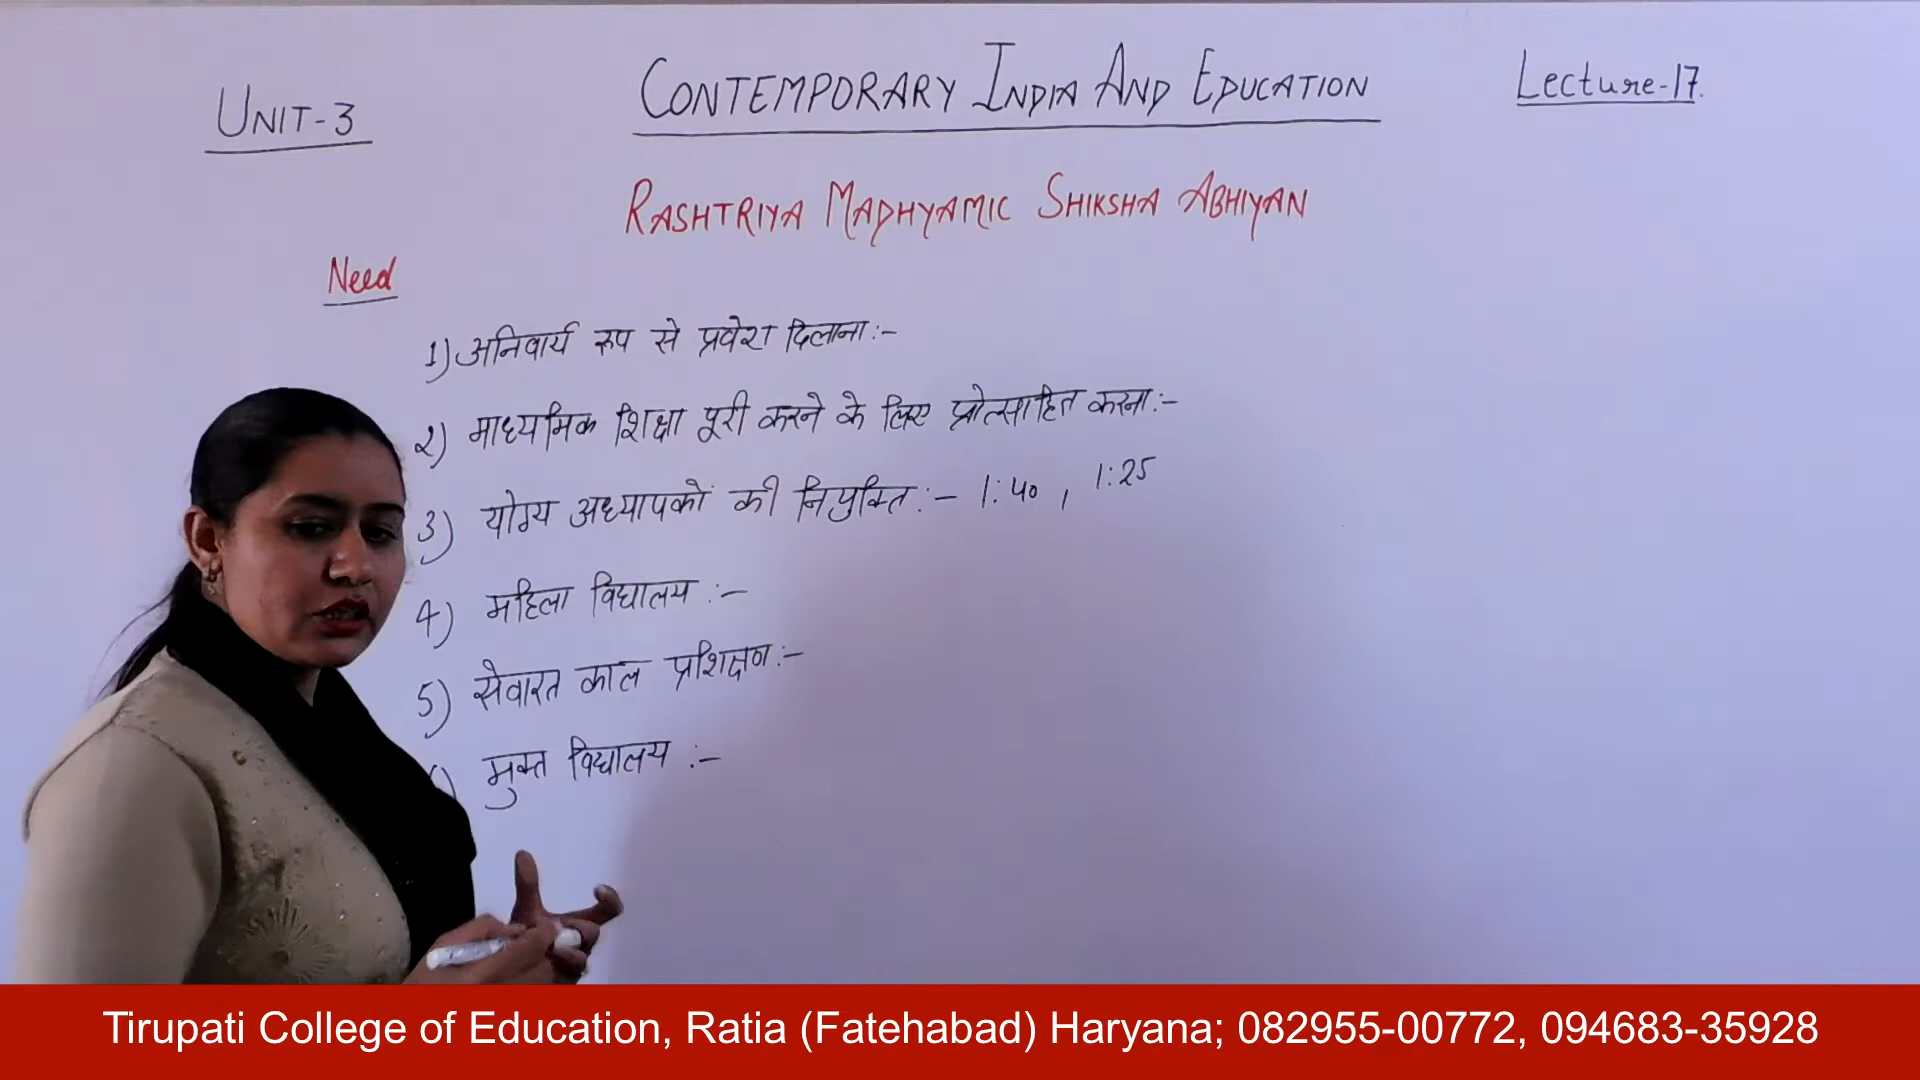 UNIT-3
CONTEMPORARY INDIA AND EDUCATION
Lecture-17.
RASHTRIYA MADHYAMIC SHIKSHA ABHIYAN
Need
1) अनिवार्य रूप से प्रवेश दिलाना:-
2) माध्यमिक शिक्षा पूरी करने के लिए प्रोत्साहित करना:-
3) योग्य अध्यापकों की नियुक्ति:- 1:40, 1:25
4) महिला विद्यालय :-
5) सेवारत काल प्रशिक्षण:-
मुक्त विद्यालय :-
Tirupati College of Education, Ratia (Fatehabad) Haryana; 082955-00772, 094683-35928